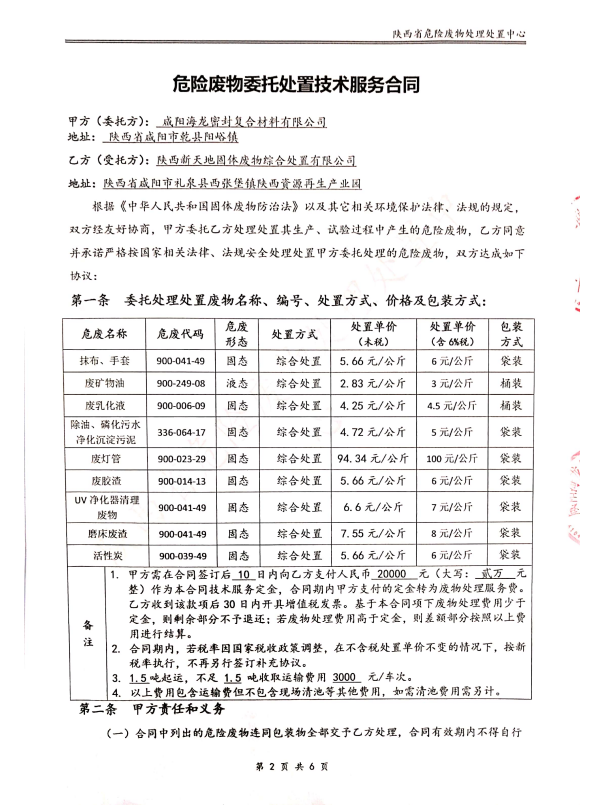 陕西省危险废物处理处置中心
危险废物委托处置技术服务合同
甲方（委托方）： 咸阳海龙密封复合材料有限公司
地址： 陕西省咸阳市乾县阳峪镇
乙方（受托方）：陕西新天地固体废物综合处置有限公司
地址：陕西省咸阳市礼泉县西张堡镇陕西资源再生产业园
根据《中华人民共和国固体废物防治法》以及其它相关环境保护法律、法规的规定，
双方经友好协商，甲方委托乙方处理处置其生产、试验过程中产生的危险废物，乙方同意
并承诺严格按国家相关法律、法规安全处理处置甲方委托处理的危险废物，双方达成如下
协议：
第一条 委托处理处置废物名称、编号、处置方式、价格及包装方式：
危废名称 危废代码 危废形态 处置方式 处置单价（未税） 处置单价（含 6%税） 包装方式
抹布、手套 900-041-49 固态 综合处置 5.66 元/公斤 6 元/公斤 袋装
废矿物油 900-249-08 液态 综合处置 2.83 元/公斤 3 元/公斤 桶装
废乳化液 900-006-09 固态 综合处置 4.25 元/公斤 4.5 元/公斤 桶装
除油、磷化污水净化沉淀污泥 336-064-17 固态 综合处置 4.72 元/公斤 5 元/公斤 袋装
废灯管 900-023-29 固态 综合处置 94.34 元/公斤 100 元/公斤 袋装
废胶渣 900-014-13 固态 综合处置 5.66 元/公斤 6 元/公斤 袋装
UV 净化器清理废物 900-041-49 固态 综合处置 6.6 元/公斤 7 元/公斤 袋装
磨床废渣 900-041-49 固态 综合处置 7.55 元/公斤 8 元/公斤 袋装
活性炭 900-039-49 固态 综合处置 5.66 元/公斤 6 元/公斤 袋装
备注
1. 甲方需在合同签订后 10 日内向乙方支付人民币 20000 元（大写： 贰万 元
整）作为本合同技术服务定金，合同期内甲方支付的定金转为废物处理服务费。
乙方收到该款项后 30 日内开具增值税发票。基于本合同项下废物处理费用少于
定金，则剩余部分不予退还；若废物处理费用高于定金，则差额部分按照以上费
用进行结算。
2. 合同期内，若税率因国家税收政策调整，在不含税处置单价不变的情况下，按新
税率执行，不再另行签订补充协议。
3. 1.5 吨起运，不足 1.5 吨收取运输费用 3000 元/车次。
4. 以上费用包含运输费但不包含现场清池等其他费用，如需清池费用需另计。
第二条 甲方责任和义务
（一）合同中列出的危险废物连同包装物全部交予乙方处理，合同有效期内不得自行
第 2 页 共 6 页